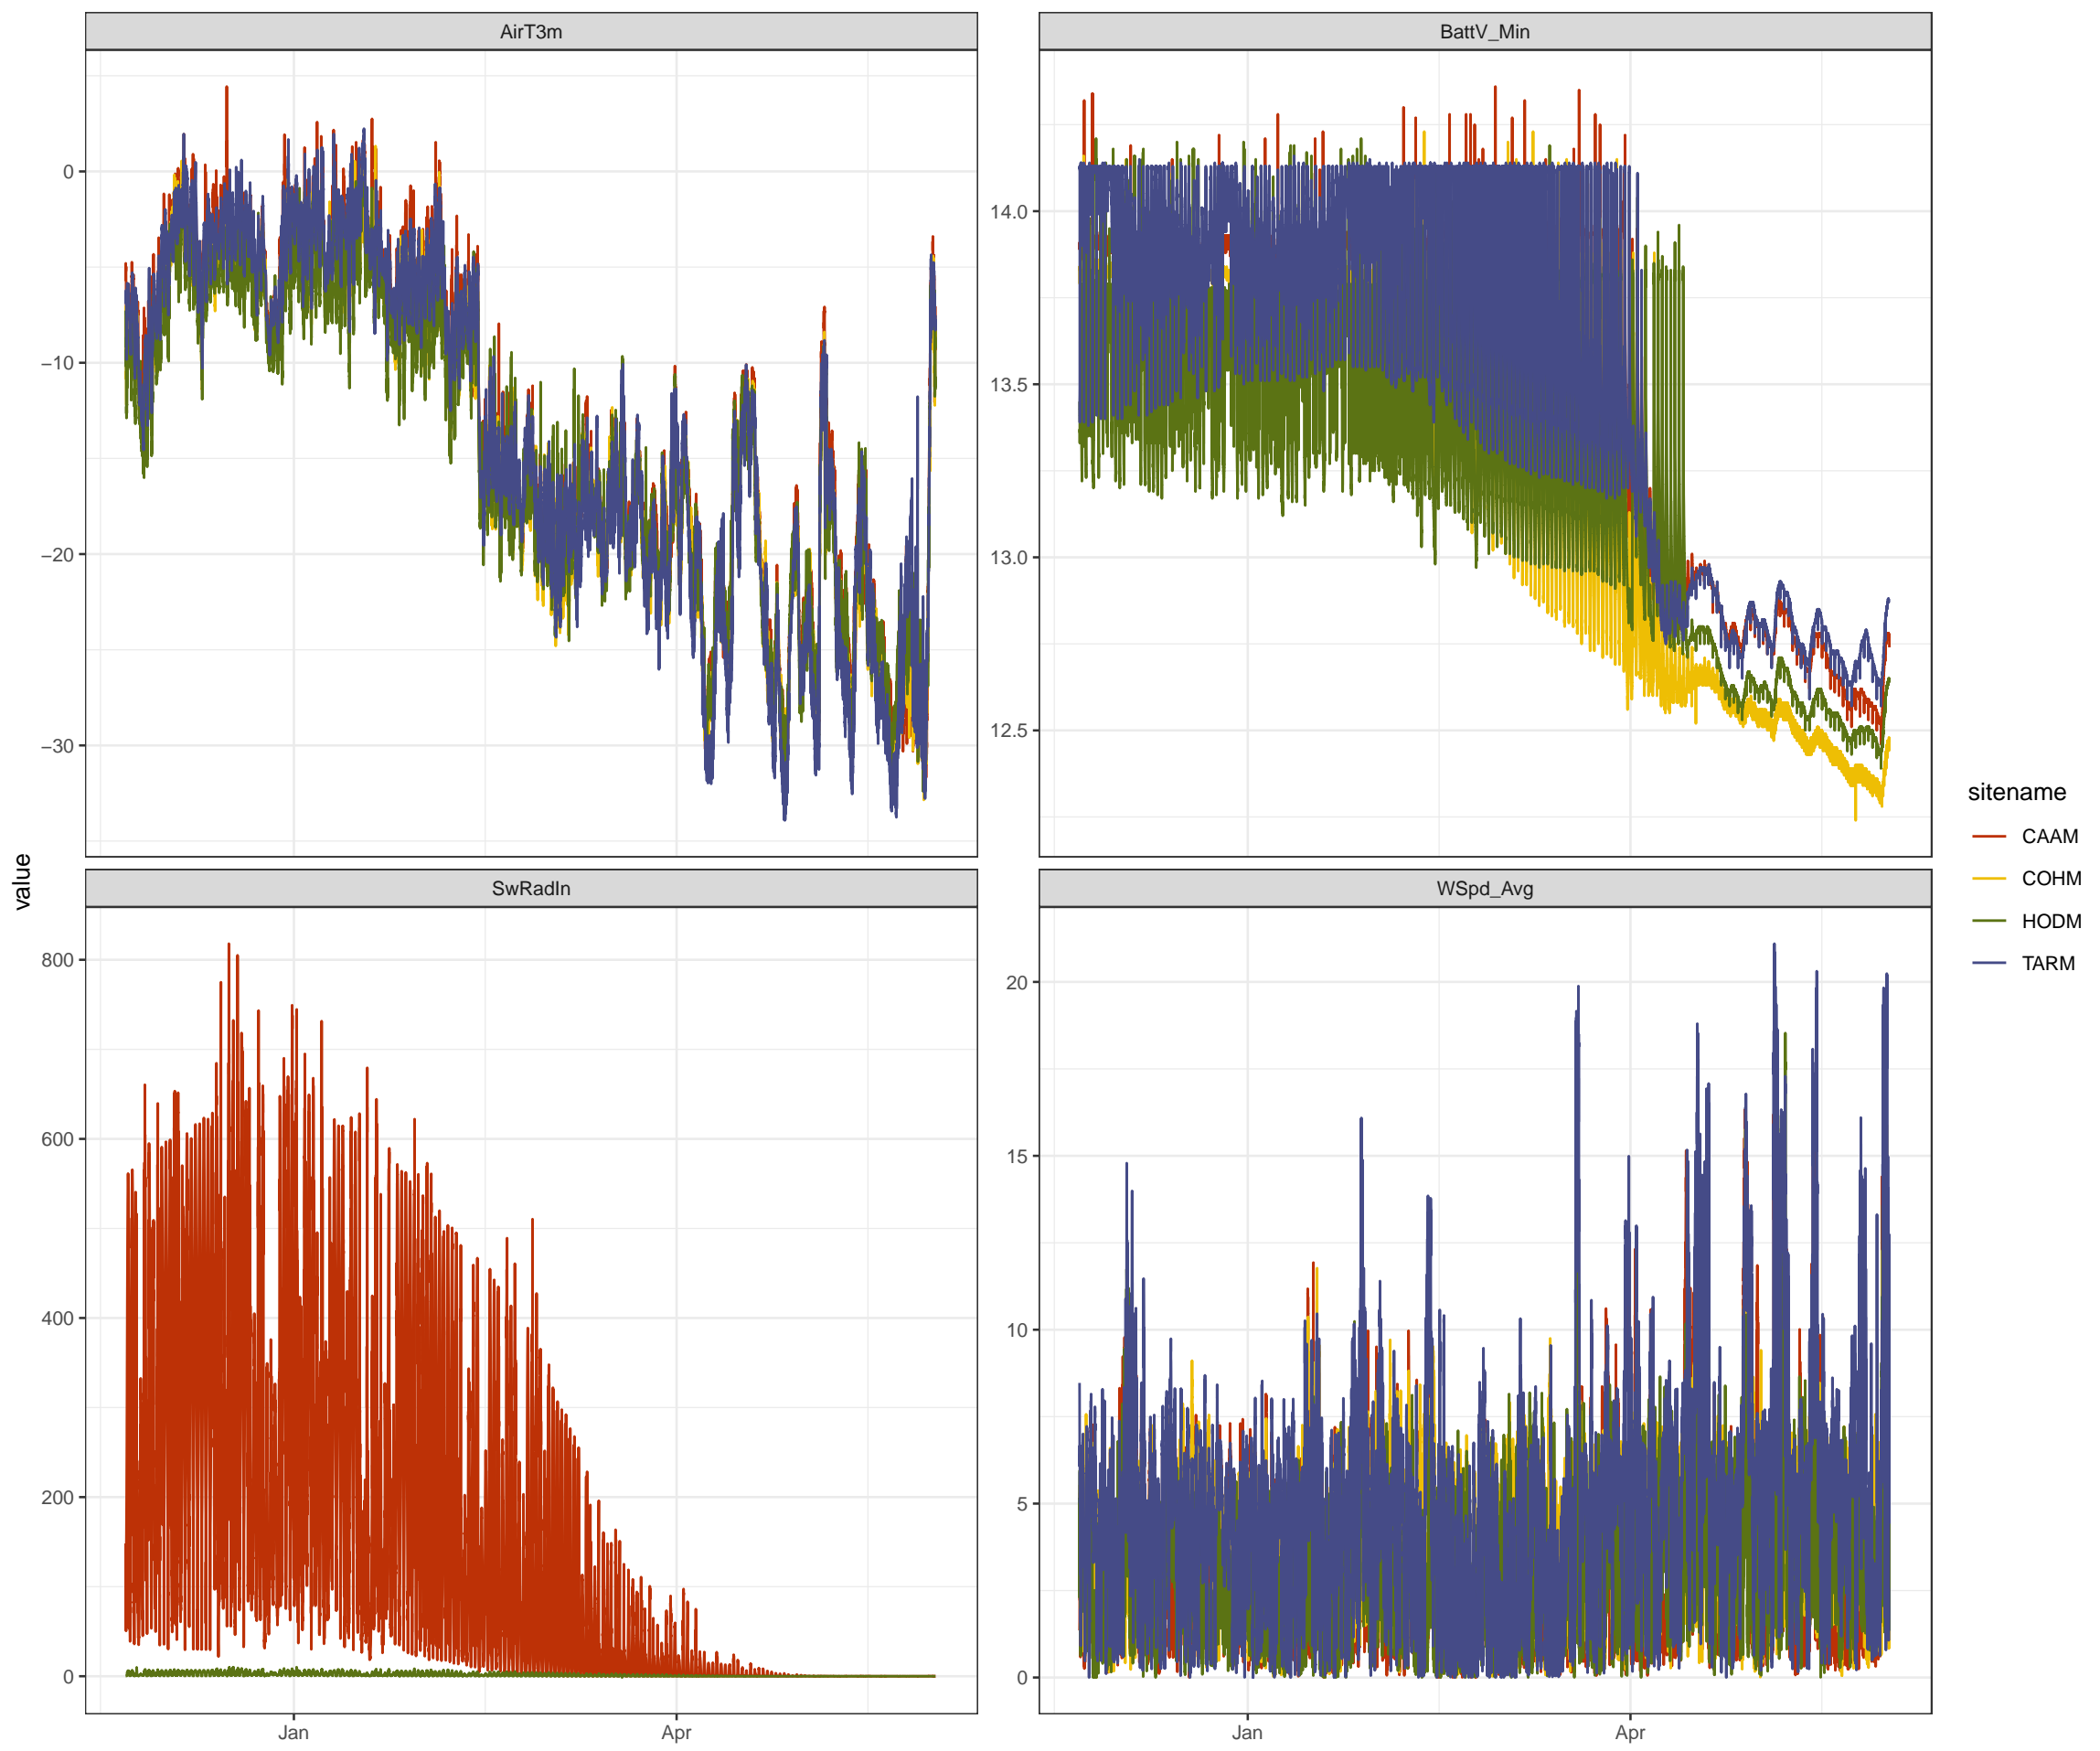 AirT3m
BattV_Min
0
−10
−20
−30
14.0
13.5
13.0
12.5
value
SwRadIn
WSpd_Avg
800
600
400
200
0
20
15
10
5
0
Jan
Apr
Jan
Apr
sitename
CAAM
COHM
HODM
TARM